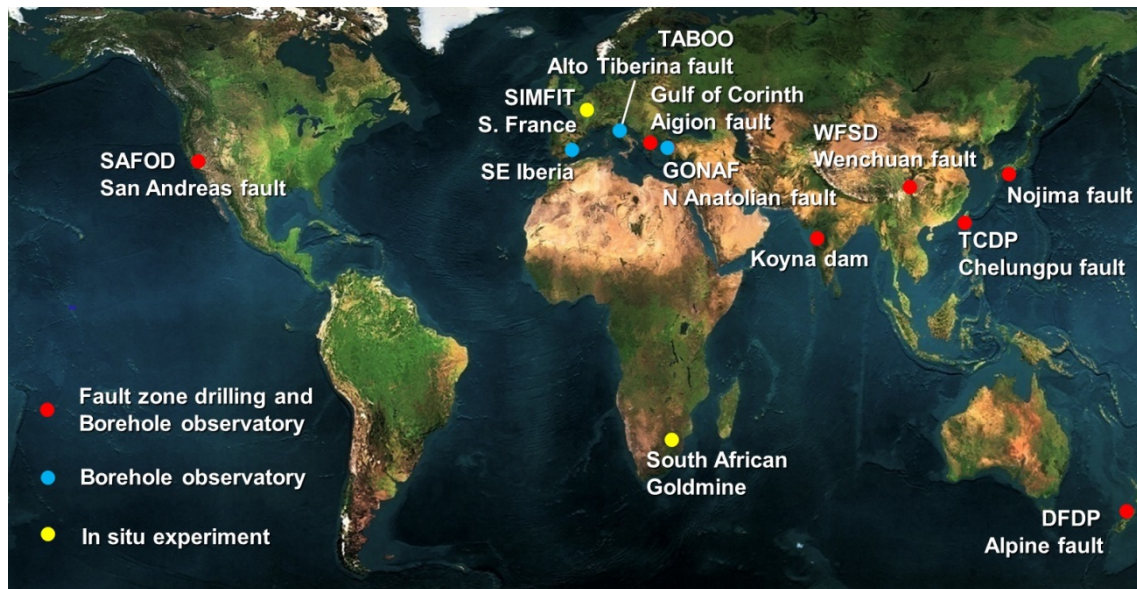 TABOO
Alto Tiberina fault
SIMFIT
S. France
Gulf of Corinth
Aigion fault
SAFOD
San Andreas fault
SE Iberia
GONAF
N Anatolian fault
WFSD
Wenchuan fault
Nojima fault
Koyna dam
TCDP
Chelungpu fault
Fault zone drilling and
Borehole observatory
Borehole observatory
In situ experiment
South African
Goldmine
DFDP
Alpine fault